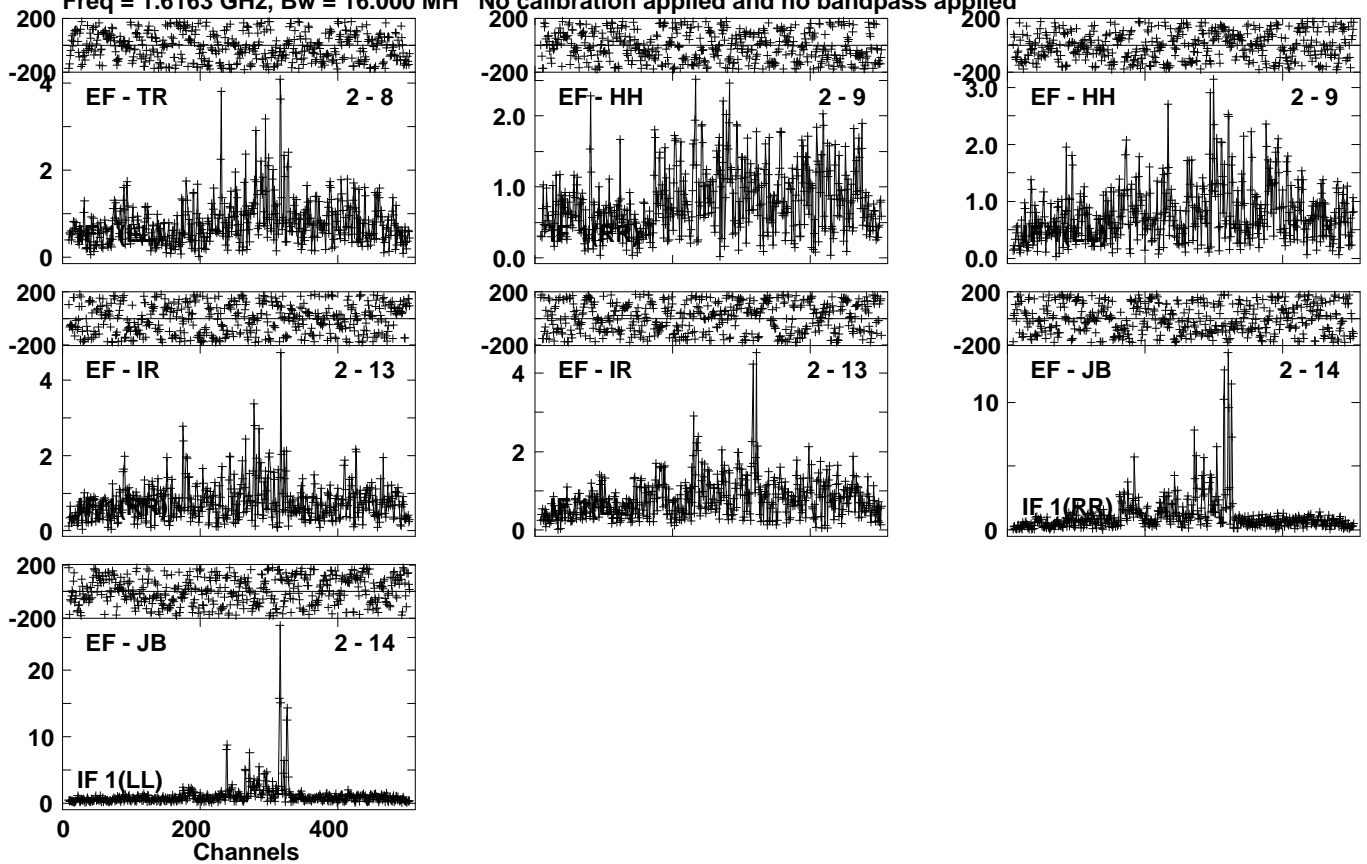 Freq = 1.6163 GHz, Bw = 16.000 MH No calibration applied and no bandpass applied
200
-200
EF - TR 2 - 8
4
2
0
200
-200
EF - HH 2 - 9
2.0
1.0
0.0
200
-200
EF - HH 2 - 9
3.0
2.0
1.0
0.0
200
-200
EF - IR 2 - 13
4
2
0
200
-200
EF - IR 2 - 13
4
2
0
200
-200
EF - JB 2 - 14
10
IF 1(RR)
0
200
-200
EF - JB 2 - 14
20
10
IF 1(LL)
0
0 200 400
Channels